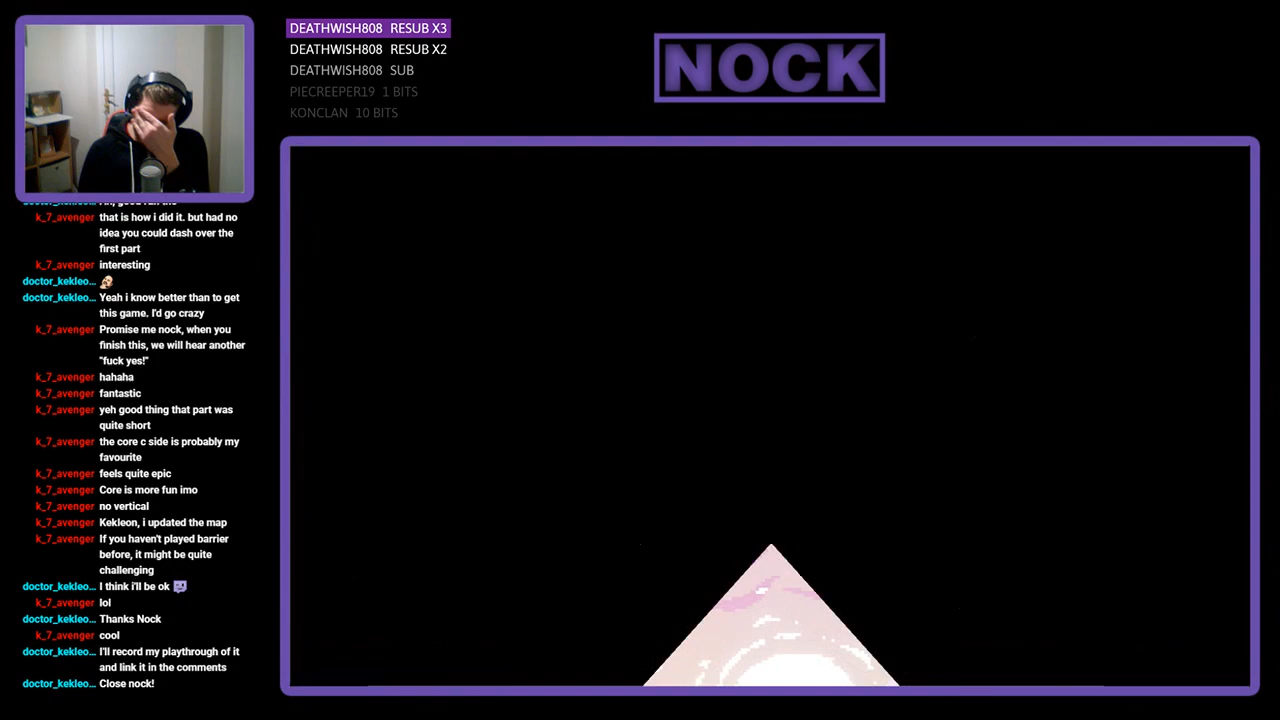 DEATHWISH808 RESUB X3
DEATHWISH808 RESUB X2
DEATHWISH808 SUB
PIECREEPER19 1 BITS
KONCLAN 10 BITS
NOCK
k_7_avenger that is how i did it. but had no
idea you could dash over the
first part
k_7_avenger interesting
doctor_kekleo...
doctor_kekleo... Yeah i know better than to get
this game. I'd go crazy
k_7_avenger Promise me nock, when you
finish this, we will hear another
"fuck yes!"
k_7_avenger hahaha
k_7_avenger fantastic
k_7_avenger yeh good thing that part was
quite short
k_7_avenger the core c side is probably my
favourite
k_7_avenger feels quite epic
k_7_avenger Core is more fun imo
k_7_avenger no vertical
k_7_avenger Kekleon, i updated the map
k_7_avenger If you haven't played barrier
before, it might be quite
challenging
doctor_kekleo... I think i'll be ok
k_7_avenger lol
doctor_kekleo... Thanks Nock
k_7_avenger cool
doctor_kekleo... I'll record my playthrough of it
and link it in the comments
doctor_kekleo... Close nock!